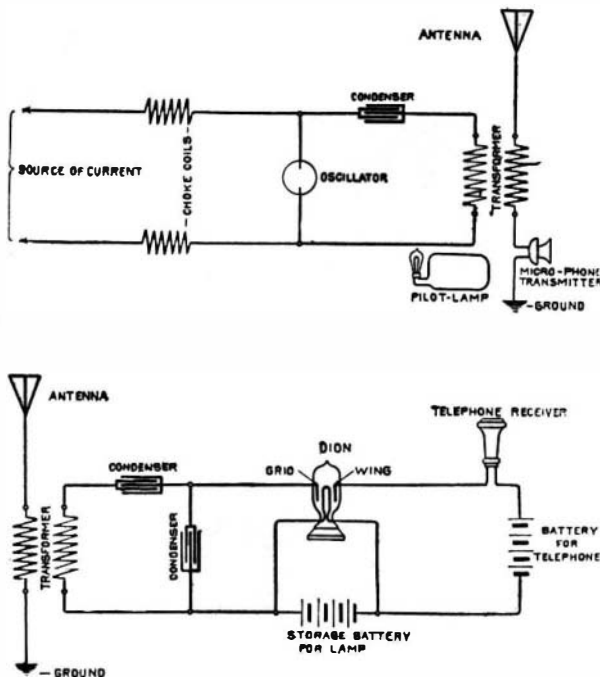 ANTENNA
CONDENSER
SOURCE OF CURRENT
-CHOKE COILS-
OSCILLATOR
TRANSFORMER
PILOT-LAMP
MICRO-PHONE
TRANSMITTER
-GROUND
ANTENNA
TELEPHONE RECEIVER
DION
CONDENSER
GRID
WING
TRANSFORMER
CONDENSER
BATTERY
FOR
TELEPHONE
STORAGE BATTERY
FOR LAMP
-GROUND